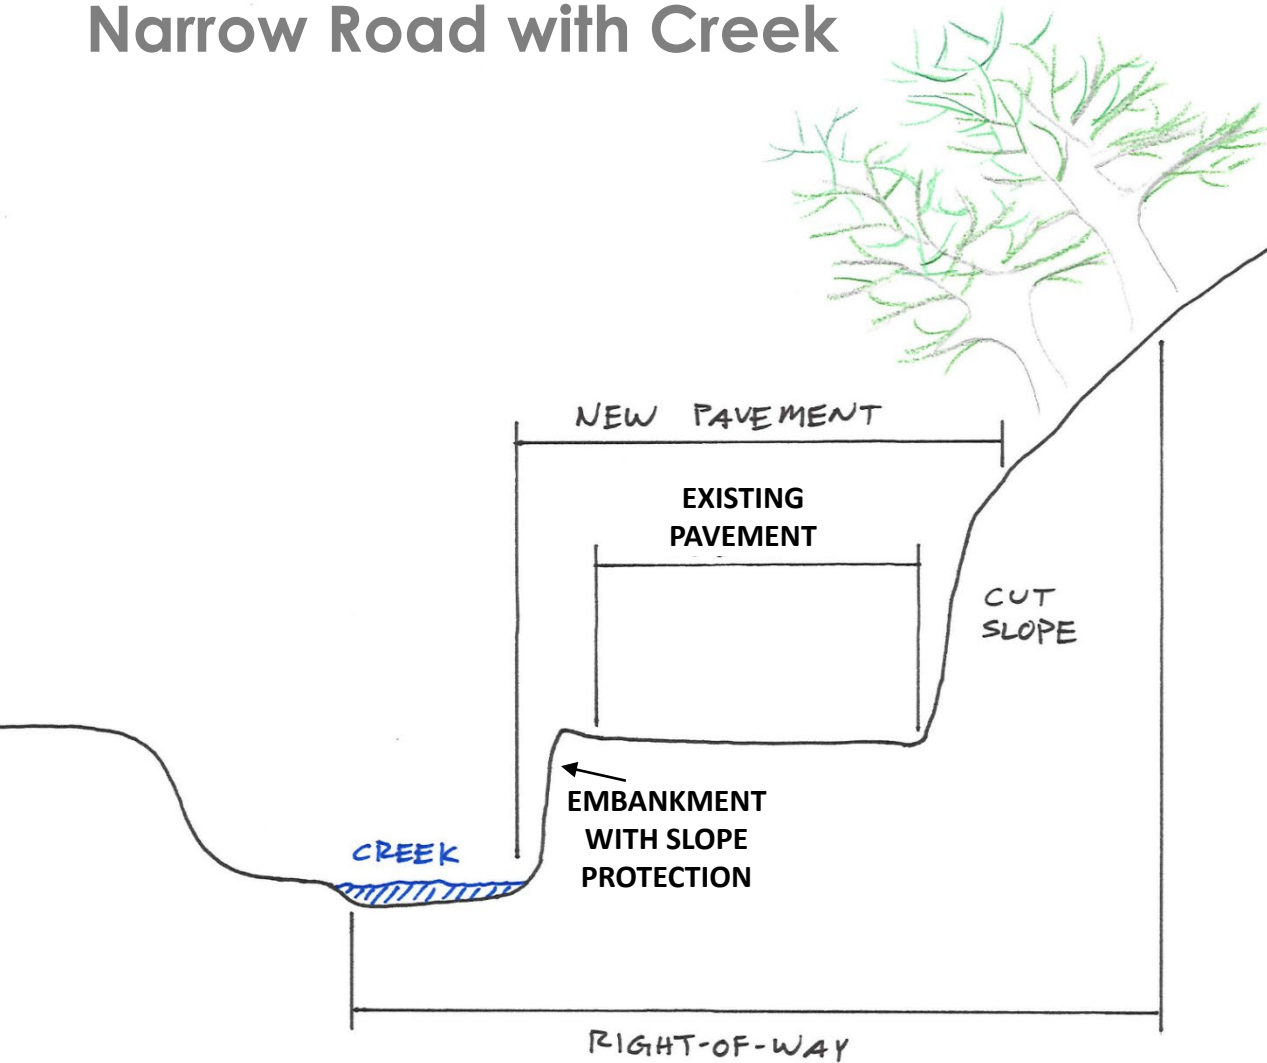 Narrow Road with Creek
NEW PAVEMENT
EXISTING
PAVEMENT
CUT
SLOPE
EMBANKMENT
WITH SLOPE
PROTECTION
CREEK
RIGHT-OF-WAY